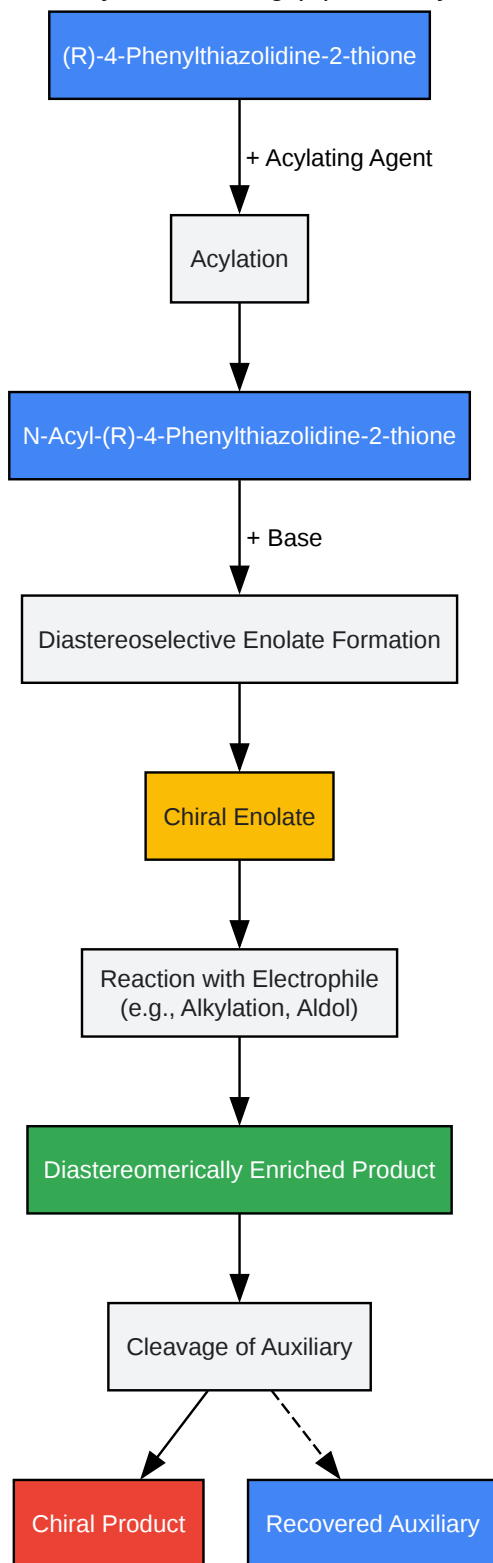 (R)-4-Phenylthiazolidine-2-thione
+ Acylating Agent
Acylation
N-Acyl-(R)-4-Phenylthiazolidine-2-thione
+ Base
Diastereoselective Enolate Formation
Chiral Enolate
Reaction with Electrophile
(e.g., Alkylation, Aldol)
Diastereomerically Enriched Product
Cleavage of Auxiliary
Chiral Product
Recovered Auxiliary